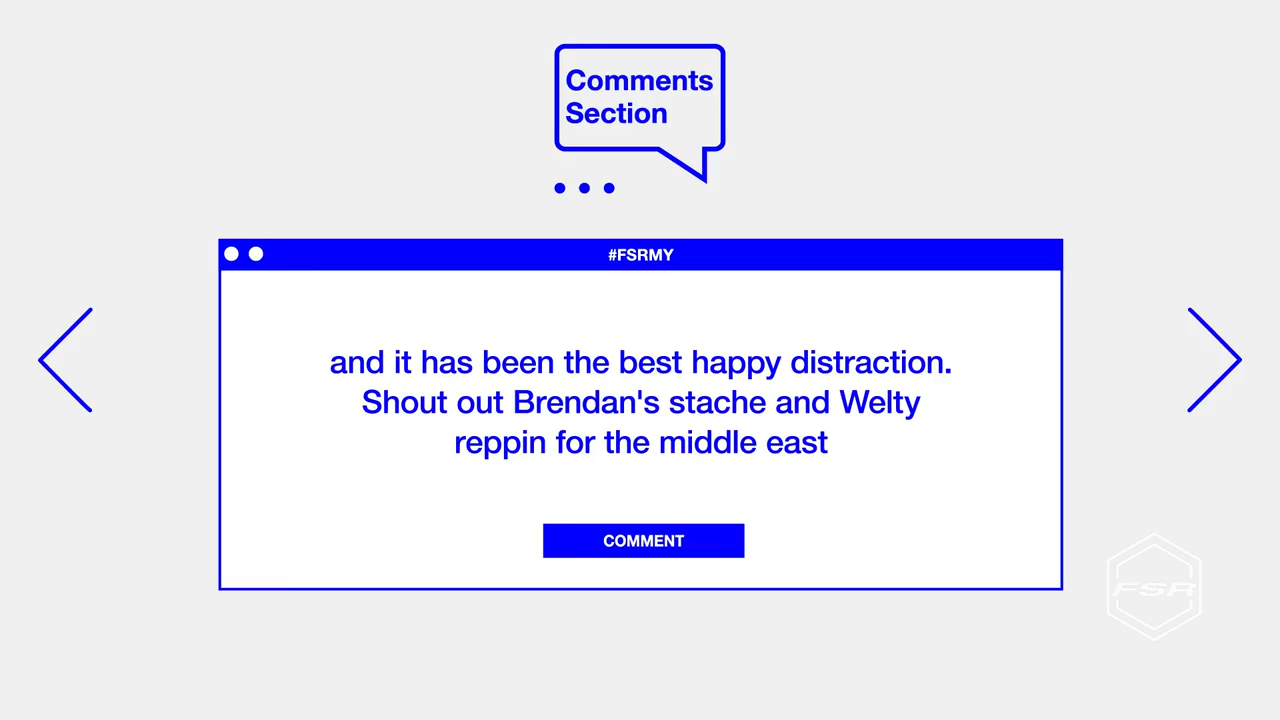 Comments
Section
#FSRMY
and it has been the best happy distraction.
Shout out Brendan's stache and Welty
reppin for the middle east
COMMENT
FSR